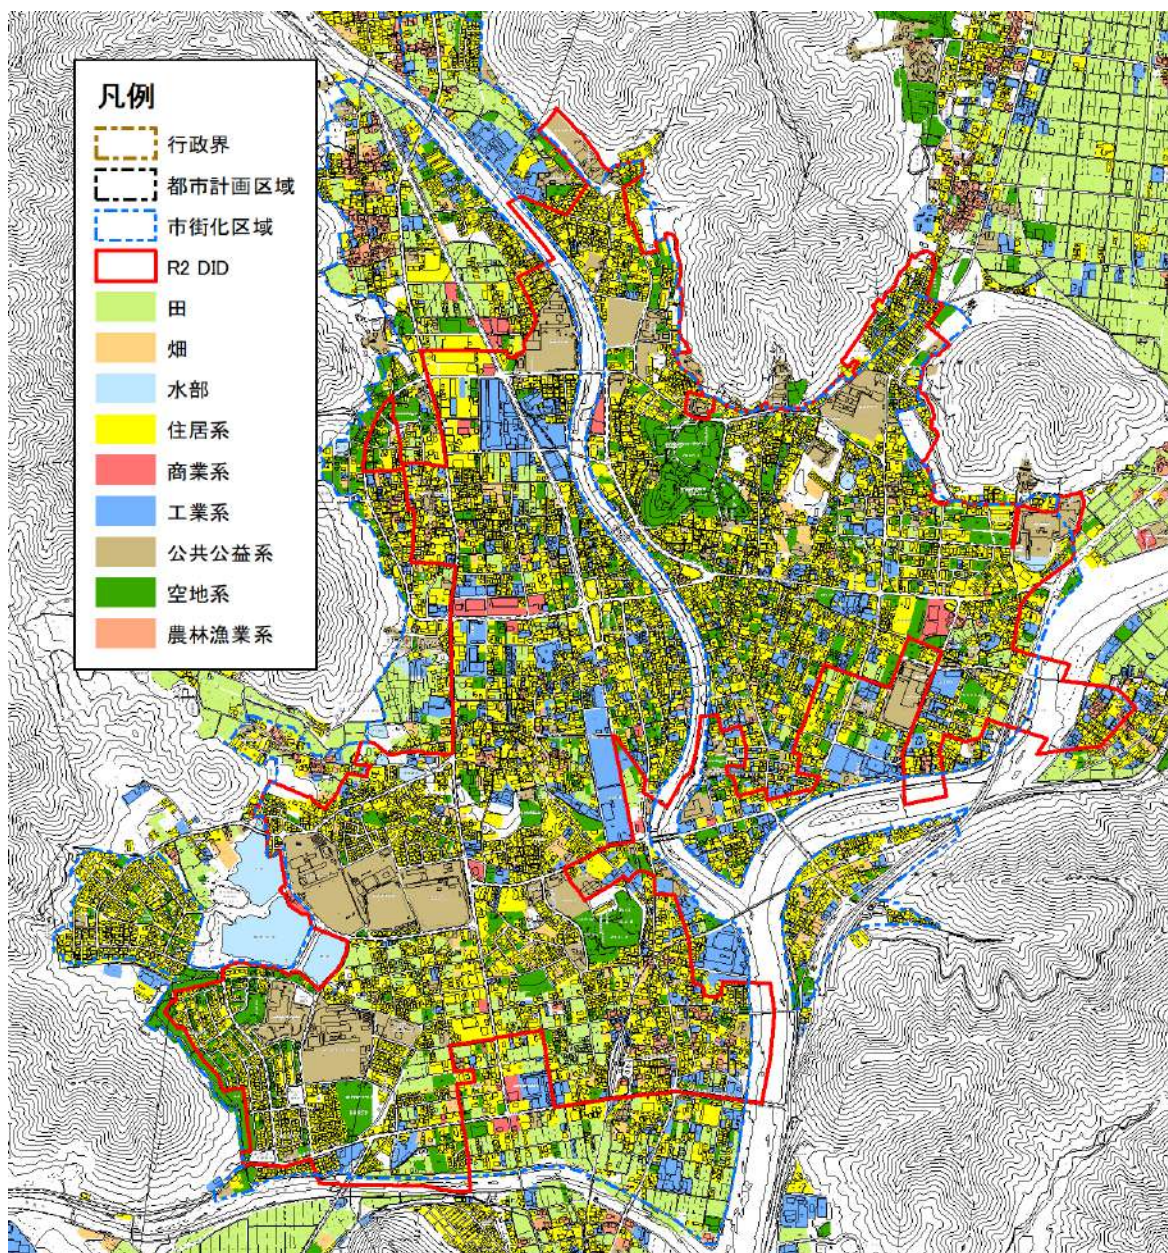 凡例
行政界
都市計画区域
市街化区域
R2 DID
田
畑
水部
住居系
商業系
工業系
公共公益系
空地系
農林漁業系